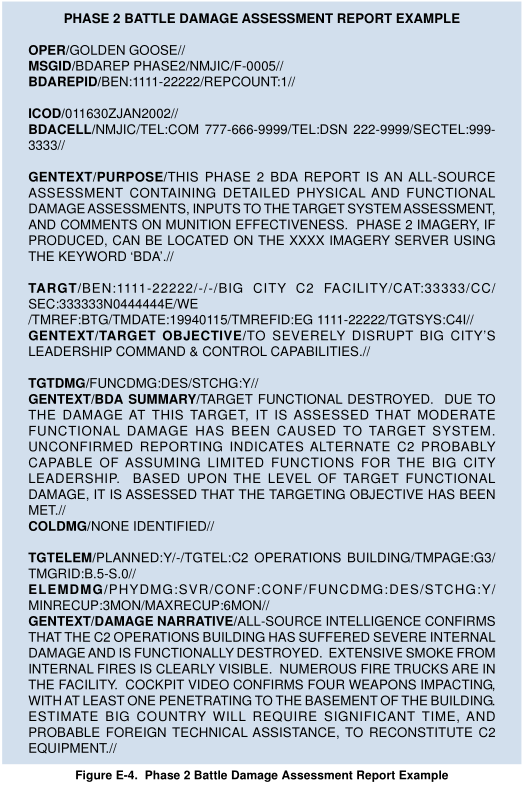 PHASE 2 BATTLE DAMAGE ASSESSMENT REPORT EXAMPLE
OPER/GOLDEN GOOSE//
MSGID/BDAREP PHASE2/NMJIC/F-0005//
BDAREPID/BEN:1111-22222/REPCOUNT:1//
ICOD/011630ZJAN2002//
BDACELL/NMJIC/TEL:COM 777-666-9999/TEL:DSN 222-9999/SECTEL:999-
3333//
GENTEXT/PURPOSE/THIS PHASE 2 BDA REPORT IS AN ALL-SOURCE
ASSESSMENT CONTAINING DETAILED PHYSICAL AND FUNCTIONAL
DAMAGE ASSESSMENTS, INPUTS TO THE TARGET SYSTEM ASSESSMENT,
AND COMMENTS ON MUNITION EFFECTIVENESS. PHASE 2 IMAGERY, IF
PRODUCED, CAN BE LOCATED ON THE XXXX IMAGERY SERVER USING
THE KEYWORD ‘BDA’.//
TARGT/BEN:1111-22222/-/-/BIG CITY C2 FACILITY/CAT:33333/CC/
SEC:333333N0444444E/WE
/TMREF:BTG/TMDATE:19940115/TMREFID:EG 1111-22222/TGTSYS:C4I//
GENTEXT/TARGET OBJECTIVE/TO SEVERELY DISRUPT BIG CITY’S
LEADERSHIP COMMAND & CONTROL CAPABILITIES.//
TGTDMG/FUNCDMG:DES/STCHG:Y//
GENTEXT/BDA SUMMARY/TARGET FUNCTIONAL DESTROYED. DUE TO
THE DAMAGE AT THIS TARGET, IT IS ASSESSED THAT MODERATE
FUNCTIONAL DAMAGE HAS BEEN CAUSED TO TARGET SYSTEM.
UNCONFIRMED REPORTING INDICATES ALTERNATE C2 PROBABLY
CAPABLE OF ASSUMING LIMITED FUNCTIONS FOR THE BIG CITY
LEADERSHIP. BASED UPON THE LEVEL OF TARGET FUNCTIONAL
DAMAGE, IT IS ASSESSED THAT THE TARGETING OBJECTIVE HAS BEEN
MET.//
COLDMG/NONE IDENTIFIED//
TGTELEM/PLANNED:Y/-/TGTEL:C2 OPERATIONS BUILDING/TMPAGE:G3/
TMGRID:B.5-S.0//
ELEMDMG/PHYDMG:SVR/CONF:CONF/FUNCDMG:DES/STCHG:Y/
MINRECUP:3MON/MAXRECUP:6MON//
GENTEXT/DAMAGE NARRATIVE/ALL-SOURCE INTELLIGENCE CONFIRMS
THAT THE C2 OPERATIONS BUILDING HAS SUFFERED SEVERE INTERNAL
DAMAGE AND IS FUNCTIONALLY DESTROYED. EXTENSIVE SMOKE FROM
INTERNAL FIRES IS CLEARLY VISIBLE. NUMEROUS FIRE TRUCKS ARE IN
THE FACILITY. COCKPIT VIDEO CONFIRMS FOUR WEAPONS IMPACTING,
WITH AT LEAST ONE PENETRATING TO THE BASEMENT OF THE BUILDING.
ESTIMATE BIG COUNTRY WILL REQUIRE SIGNIFICANT TIME, AND
PROBABLE FOREIGN TECHNICAL ASSISTANCE, TO RECONSTITUTE C2
EQUIPMENT.//
Figure E-4. Phase 2 Battle Damage Assessment Report Example